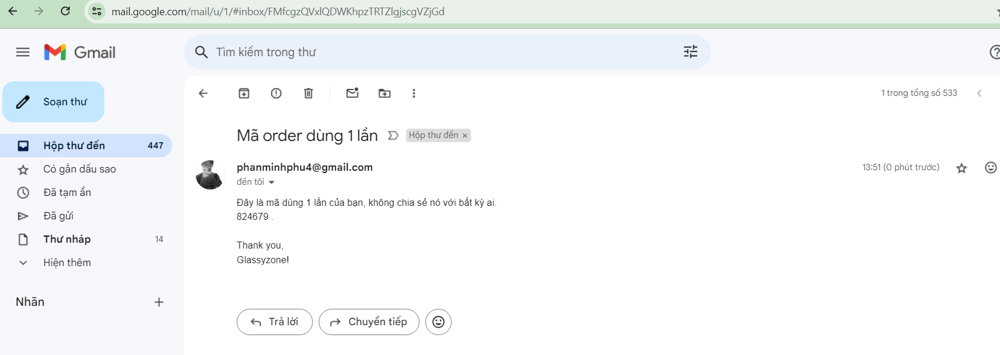 mail.google.com/mail/u/1/#inbox/FMfcgzQVxlQDWKhpzTRTZlgjscgVZjGd
Gmail
Tìm kiếm trong thư
Soạn thư
1 trong tổng số 533
Mã order dùng 1 lần
Hộp thư đến ×
Hộp thư đến 447
Có gắn dấu sao
Đã tạm ẩn
Đã gửi
Thư nháp 14
Hiện thêm
Nhãn
phanminhphu4@gmail.com
13:51 (0 phút trước)
đến tôi
Đây là mã dùng 1 lần của bạn, không chia sẻ nó với bất kỳ ai.
824679 .
Thank you,
Glassyzone!
Trả lời
Chuyển tiếp